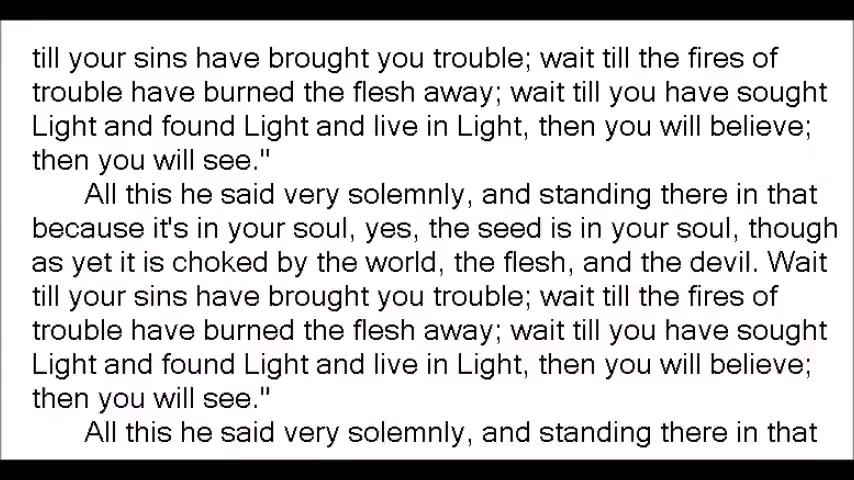 till your sins have brought you trouble; wait till the fires of
trouble have burned the flesh away; wait till you have sought
Light and found Light and live in Light, then you will believe;
then you will see."
All this he said very solemnly, and standing there in that
because it's in your soul, yes, the seed is in your soul, though
as yet it is choked by the world, the flesh, and the devil. Wait
till your sins have brought you trouble; wait till the fires of
trouble have burned the flesh away; wait till you have sought
Light and found Light and live in Light, then you will believe;
then you will see."
All this he said very solemnly, and standing there in that